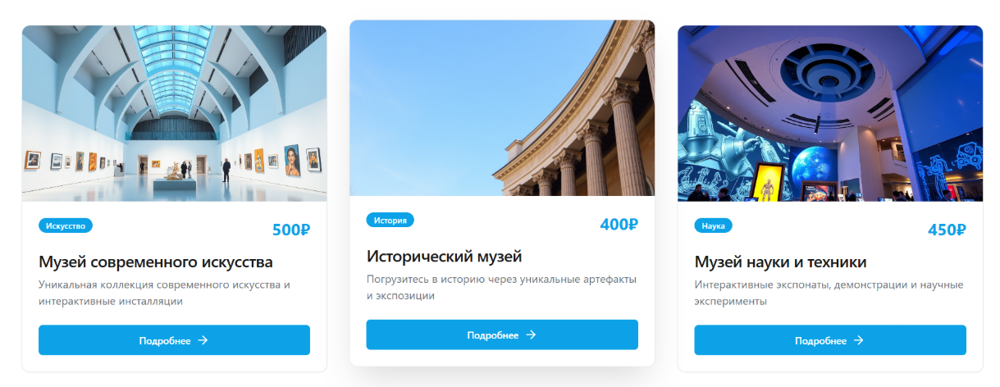 Искусство
500₽
Музей современного искусства
Уникальная коллекция современного искусства и
интерактивные инсталляции
Подробнее →
История
400₽
Исторический музей
Погрузитесь в историю через уникальные артефакты
и экспозиции
Подробнее →
Наука
450₽
Музей науки и техники
Интерактивные экспонаты, демонстрации и научные
эксперименты
Подробнее →